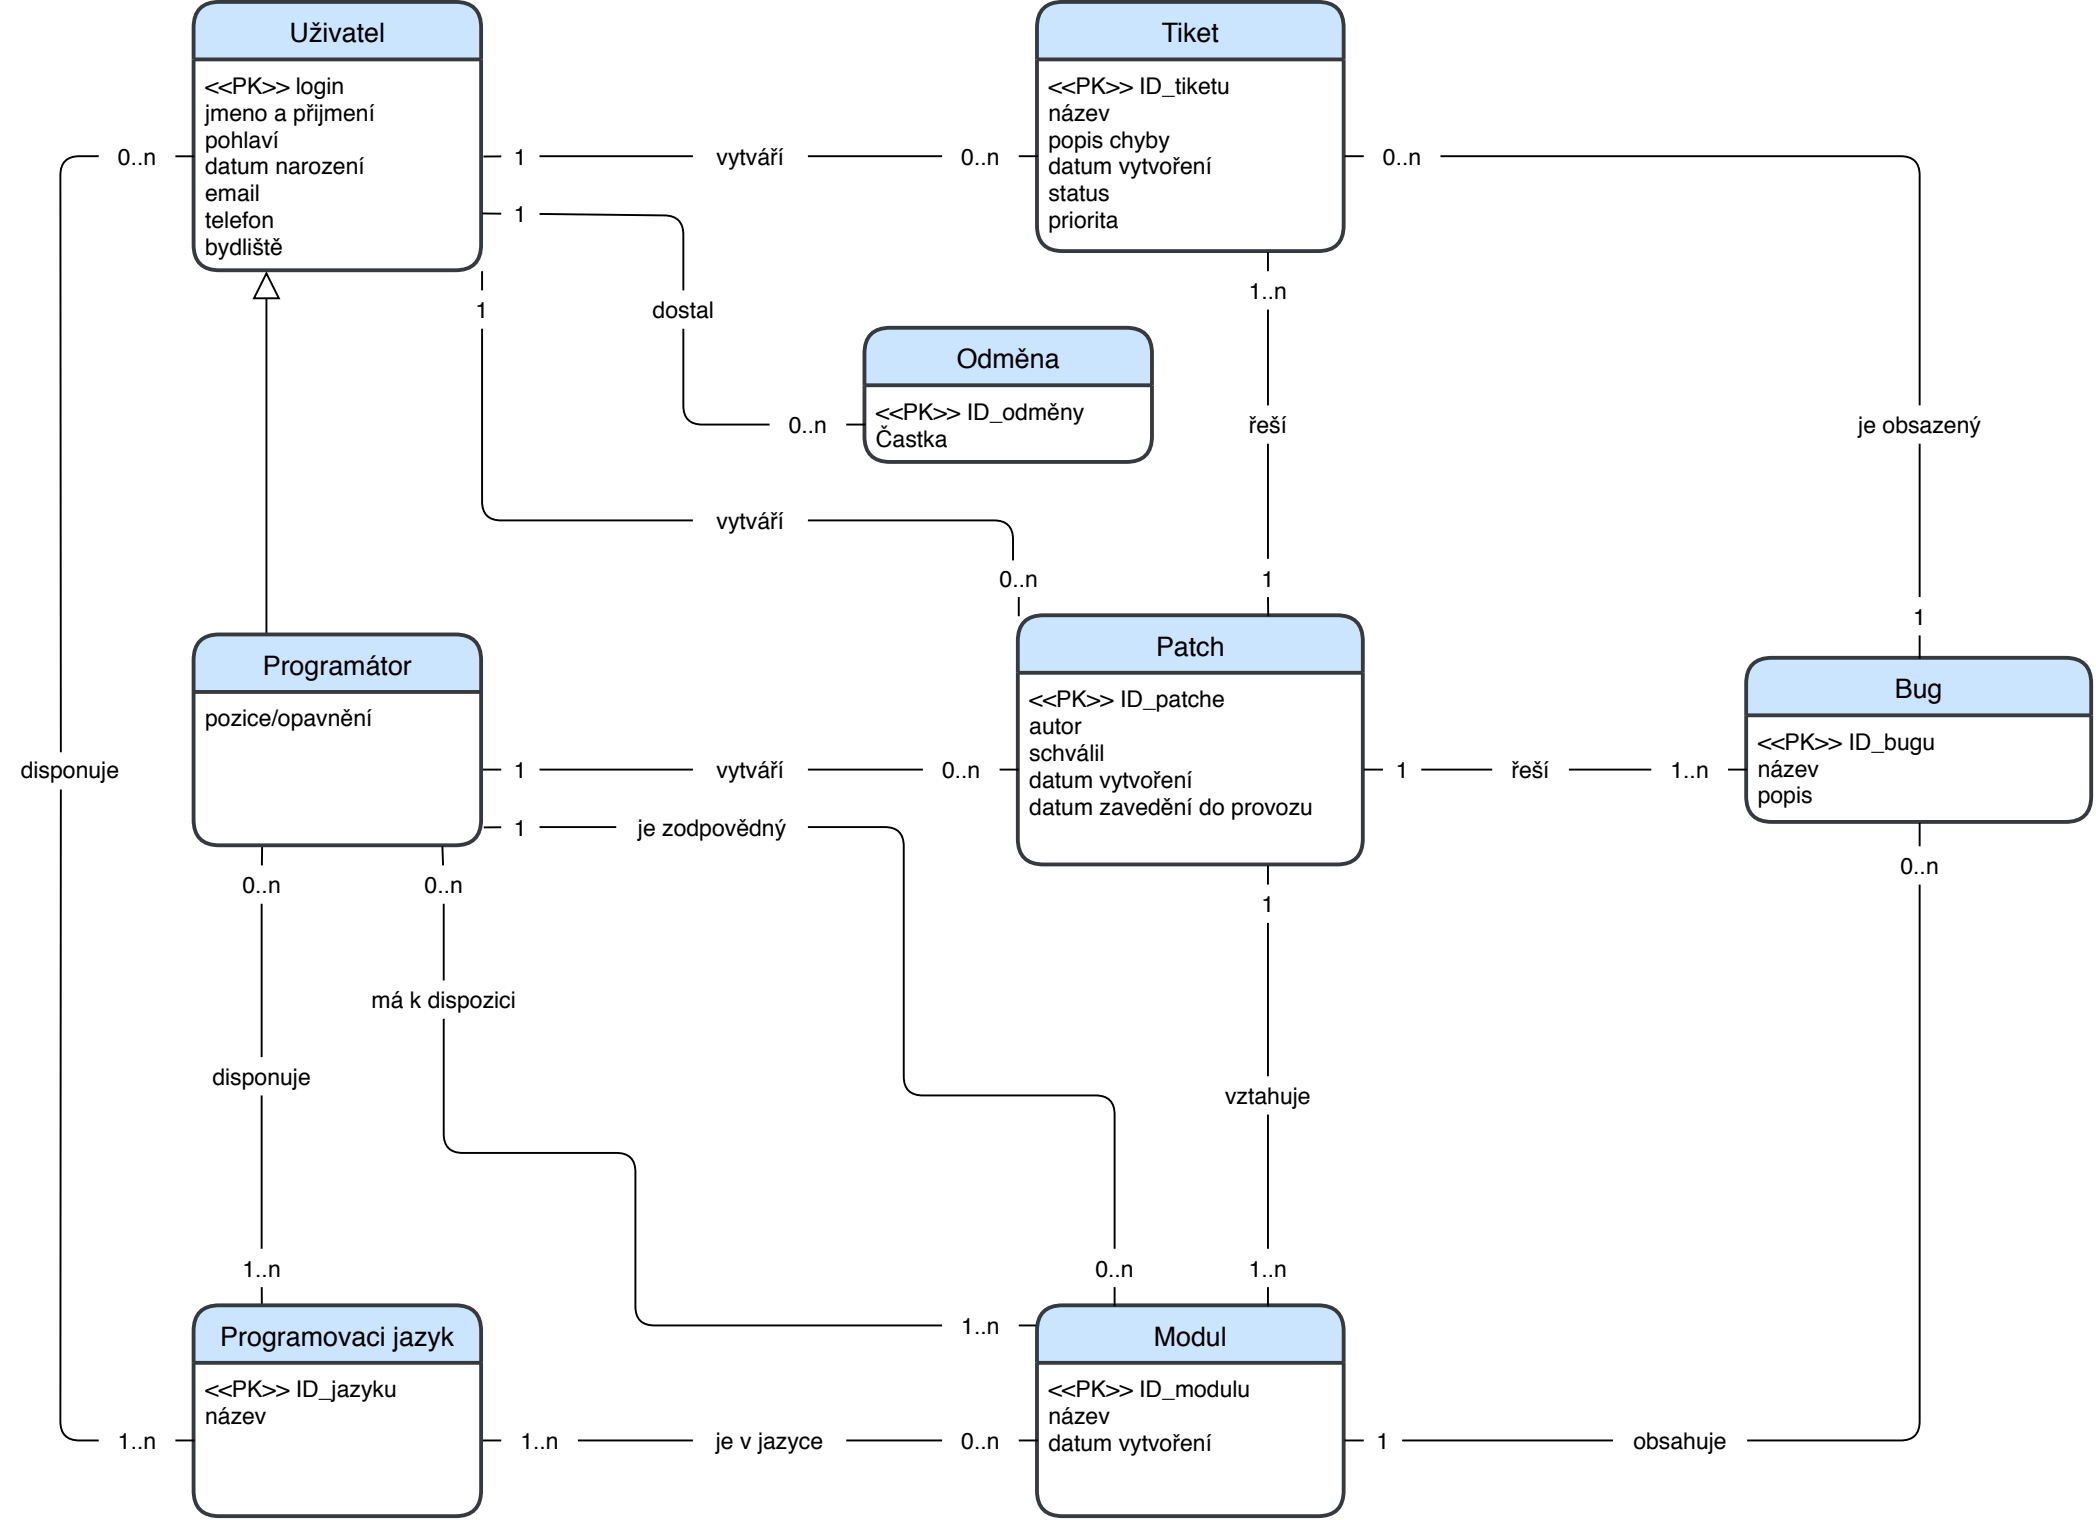 Uživatel
<<PK>> login
jmeno a přijmení
pohlaví
datum narození
email
telefon
bydliště
Tiket
<<PK>> ID_tiketu
název
popis chyby
datum vytvoření
status
priorita
0..n
1
vytváří
0..n
0..n
1
1
dostal
1..n
Odměna
<<PK>> ID_odměny
Častka
0..n
řeší
je obsazený
vytváří
0..n
1
1
Programátor
pozice/opavnění
Patch
<<PK>> ID_patche
autor
schválil
datum vytvoření
datum zavedění do provozu
Bug
<<PK>> ID_bugu
název
popis
disponuje
1
vytváří
0..n
1
řeší
1..n
1
je zodpovědný
0..n
0..n
1
0..n
má k dispozici
disponuje
vztahuje
1..n
0..n
1..n
1..n
Programovaci jazyk
<<PK>> ID_jazyku
název
Modul
<<PK>> ID_modulu
název
datum vytvoření
1..n
1..n
je v jazyce
0..n
1
obsahuje